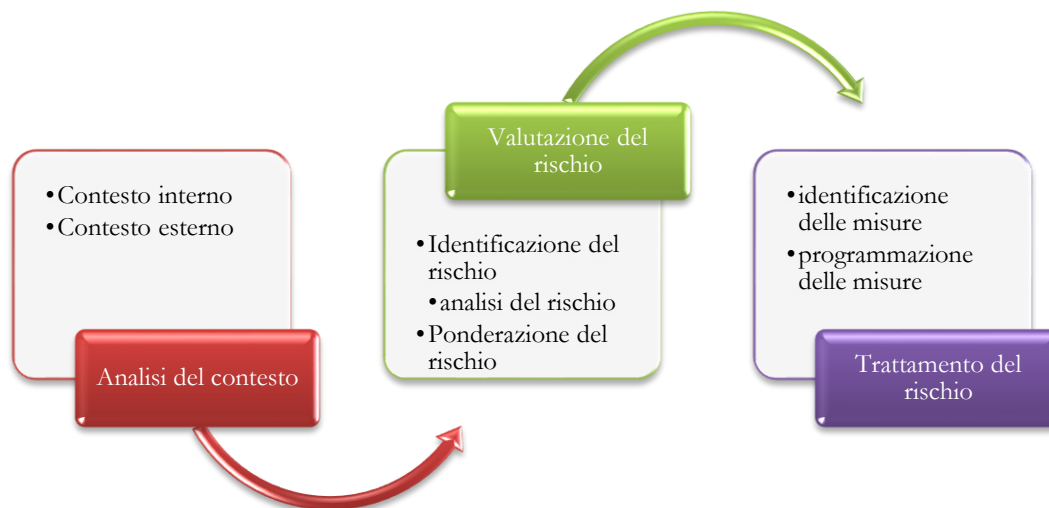 •Contesto interno
•Contesto esterno
Analisi del contesto
Valutazione del
rischio
•Identificazione del
rischio
•analisi del rischio
•Ponderazione del
rischio
•identificazione
delle misure
•programmazione
delle misure
Trattamento del
rischio